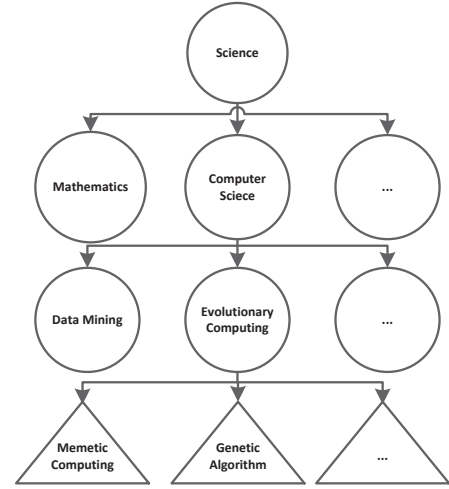 Science
Mathematics
Computer
Sciece
...
Data Mining
Evolutionary
Computing
...
Memetic
Computing
Genetic
Algorithm
...